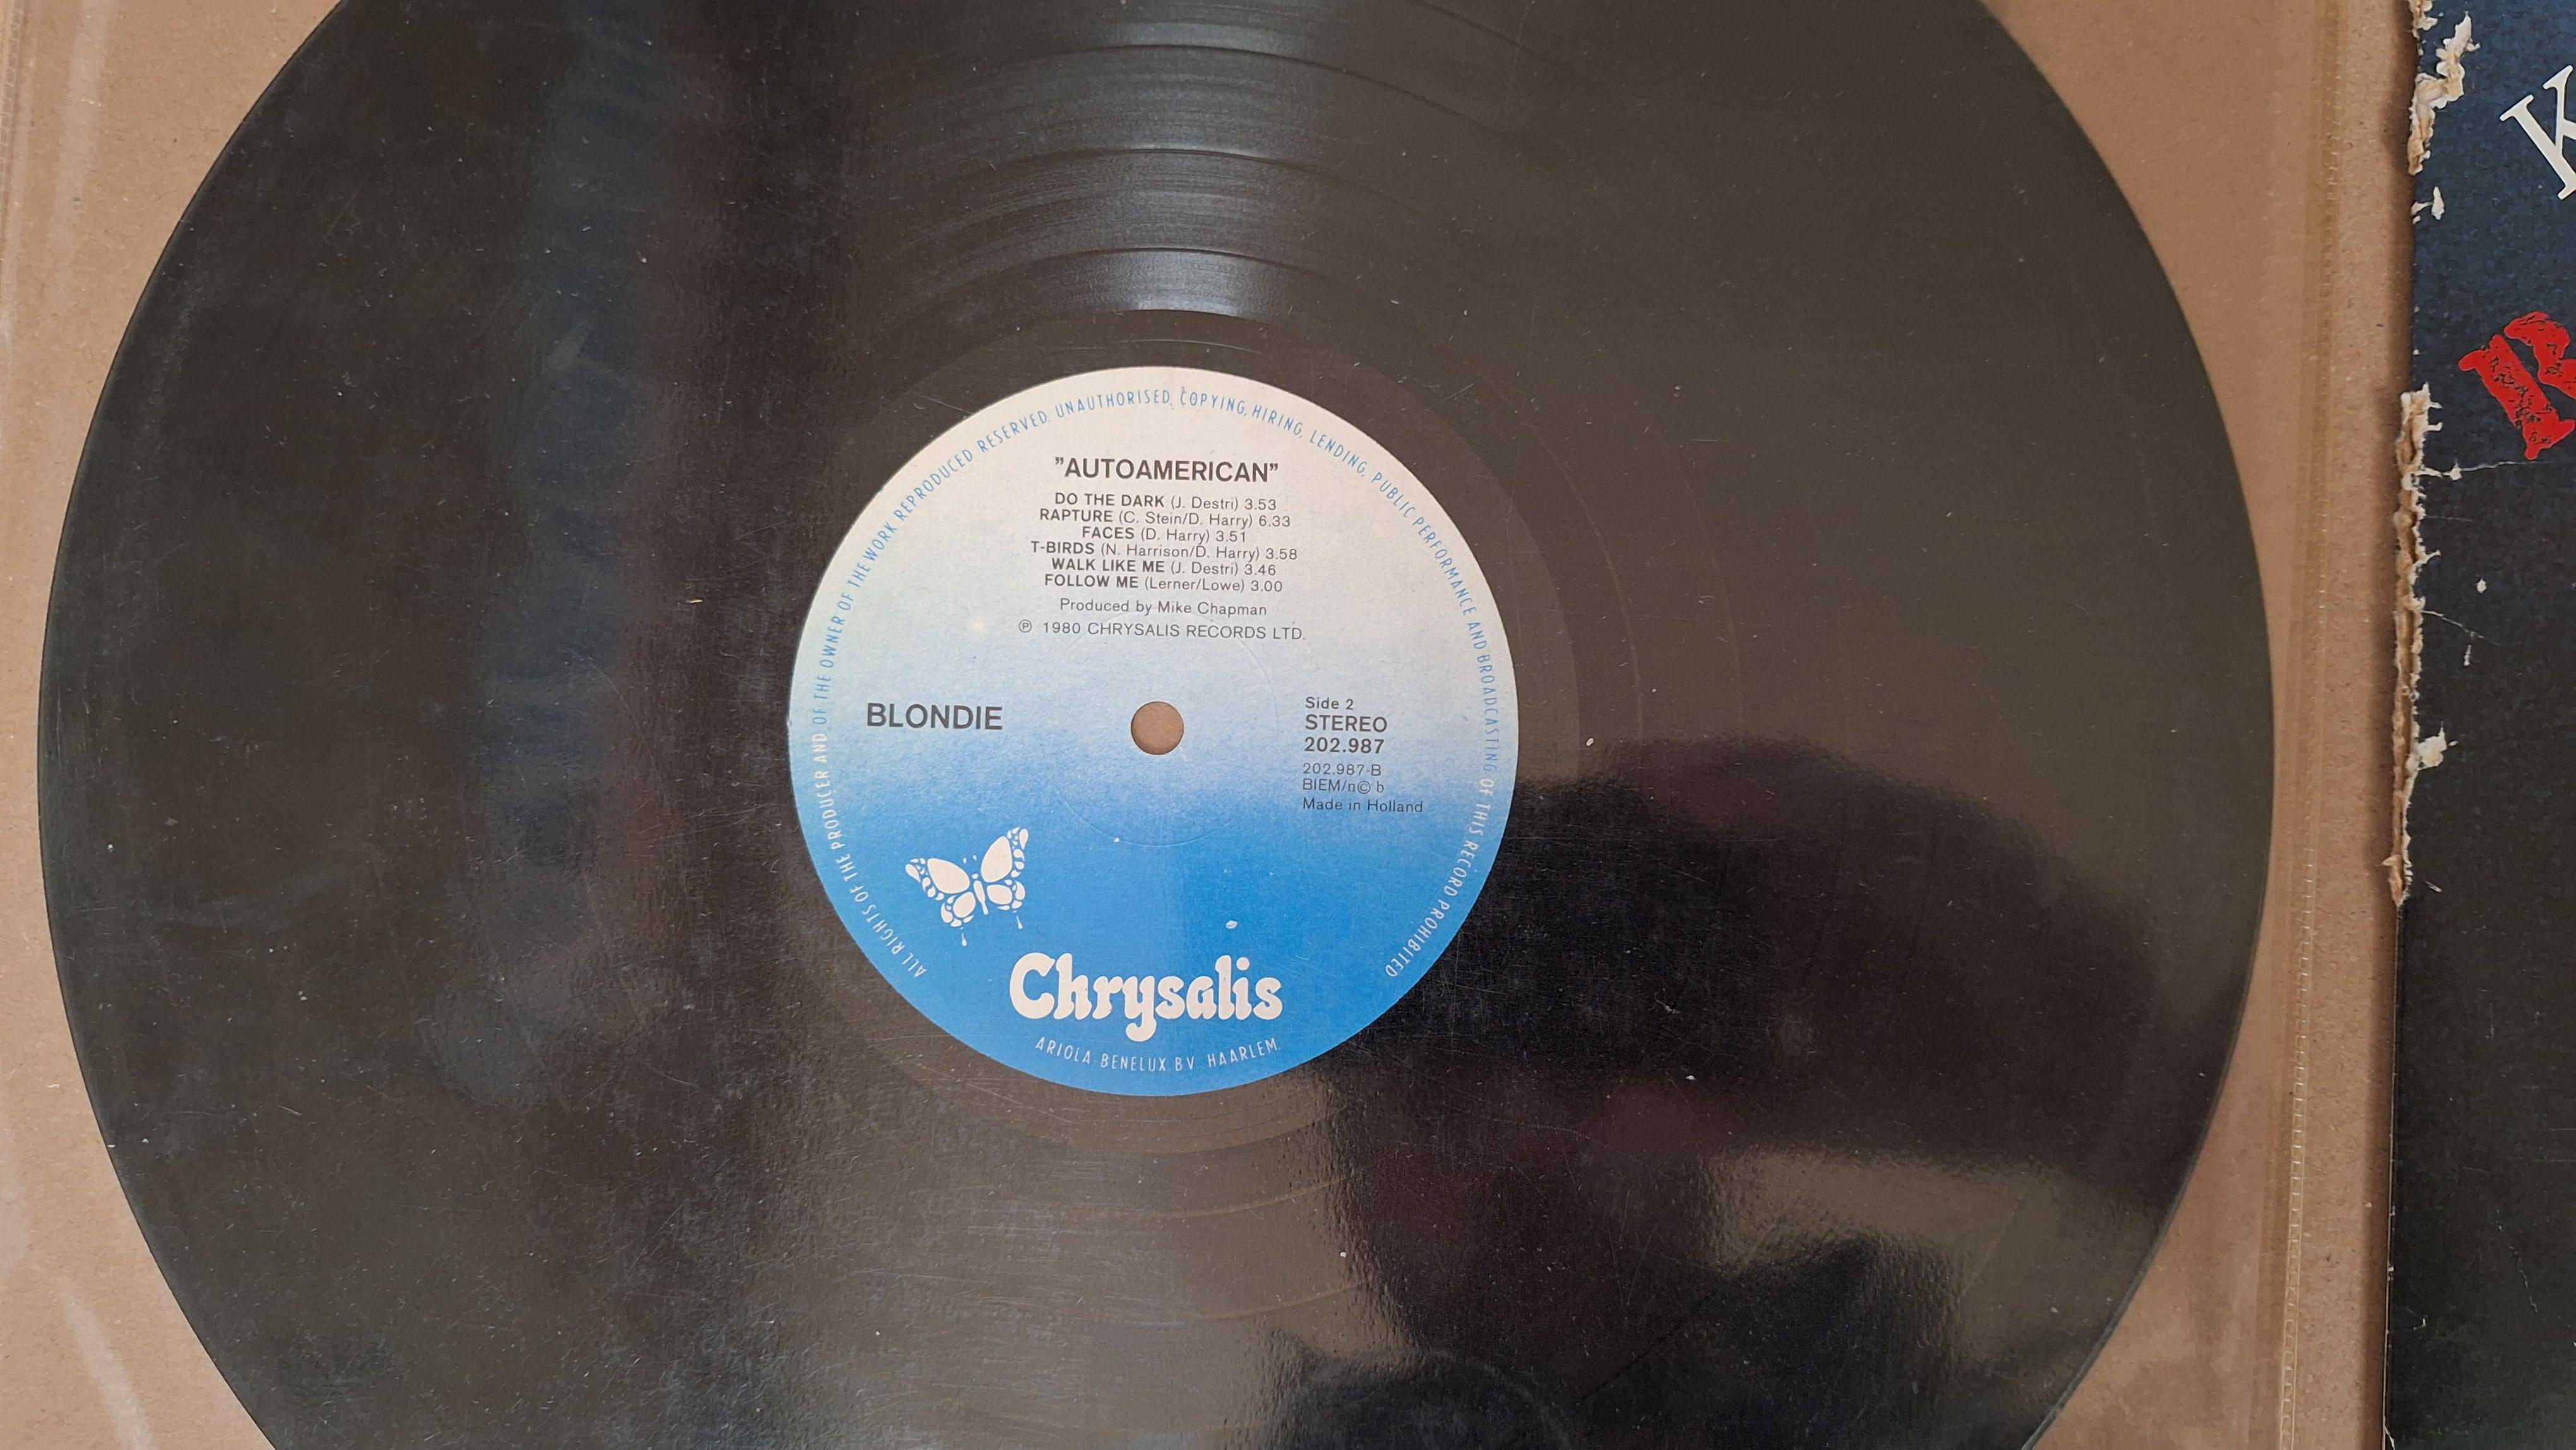 ALL RIGHTS OF THE PRODUCER AND OF THE OWNER OF THE WORK REPRODUCED RESERVED. UNAUTHORISED, COPYING, HIRING, LENDING, PUBLIC PERFORMANCE AND BROADCASTING OF THIS RECORD PROHIBITED
"AUTOAMERICAN"
DO THE DARK (J. Destri) 3.53
RAPTURE (C. Stein/D. Harry) 6.33
FACES (D. Harry) 3.51
T-BIRDS (N. Harrison/D. Harry) 3.58
WALK LIKE ME (J. Destri) 3.46
FOLLOW ME (Lerner/Lowe) 3.00
Produced by Mike Chapman
℗ 1980 CHRYSALIS RECORDS LTD.
BLONDIE
Side 2
STEREO
202.987
202.987-B
BIEM/n© b
Made in Holland
Chrysalis
ARIOLA BENELUX BV HAARLEM
K